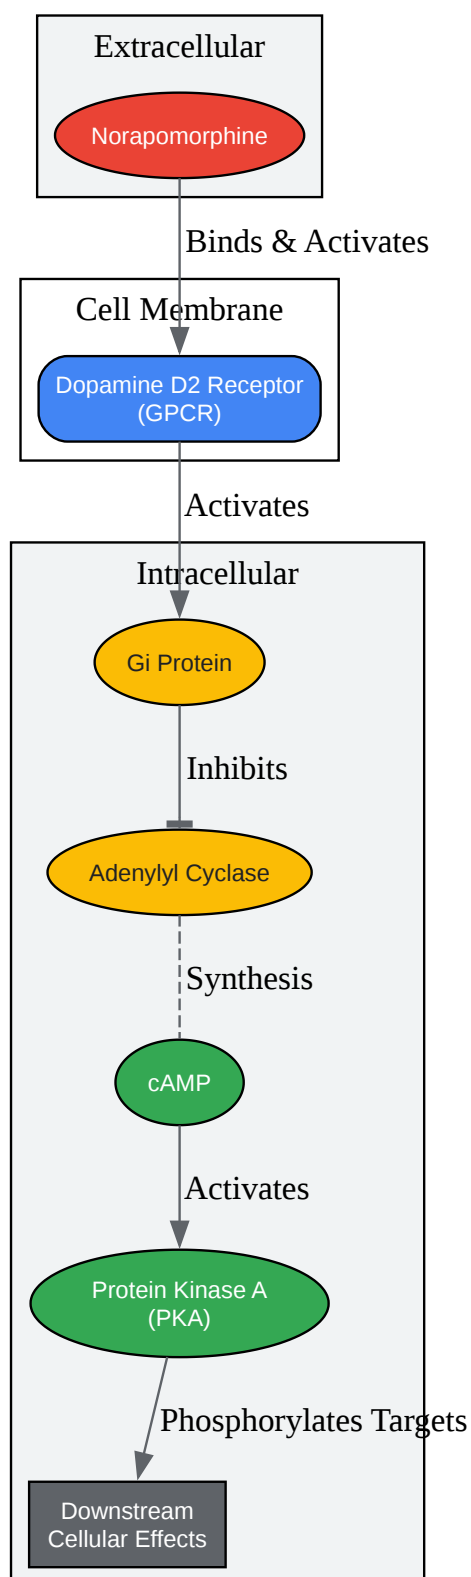 Extracellular
Norapomorphine
Binds & Activates
Cell Membrane
Dopamine D2 Receptor
(GPCR)
Activates
Intracellular
Gi Protein
Inhibits
Adenylyl Cyclase
Synthesis
cAMP
Activates
Protein Kinase A
(PKA)
Phosphorylates Targets
Downstream
Cellular Effects